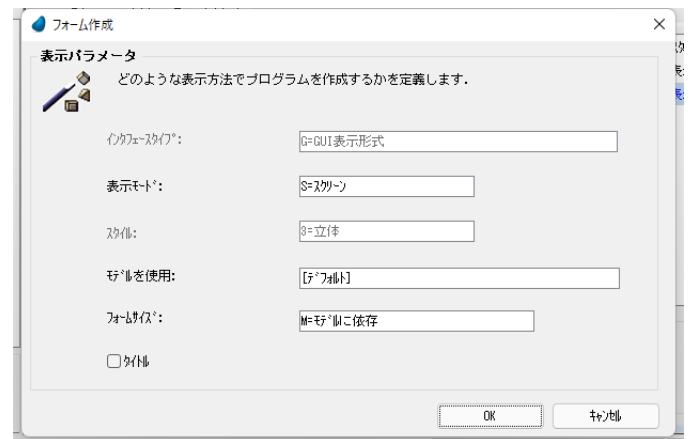 フォーム作成
表示パラメータ
どのような表示方法でプログラムを作成するかを定義します.
ｲﾝﾀﾌｪｰｽﾀｲﾌﾟ:
G=GUI表示形式
表示ﾓｰﾄﾞ:
S=ｽｸﾘｰﾝ
ｽﾀｲﾙ:
3=立体
ﾓﾃﾞﾙを使用:
[ﾃﾞﾌｫﾙﾄ]
ﾌｫｰﾑｻｲｽﾞ:
M=ﾓﾃﾞﾙに依存
ﾀｲﾄﾙ
OK
ｷｬﾝｾﾙ